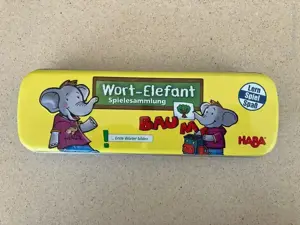 Wort-Elefant
Spielesammlung
Lern
Spiel
Spaß
BAUM
HABA